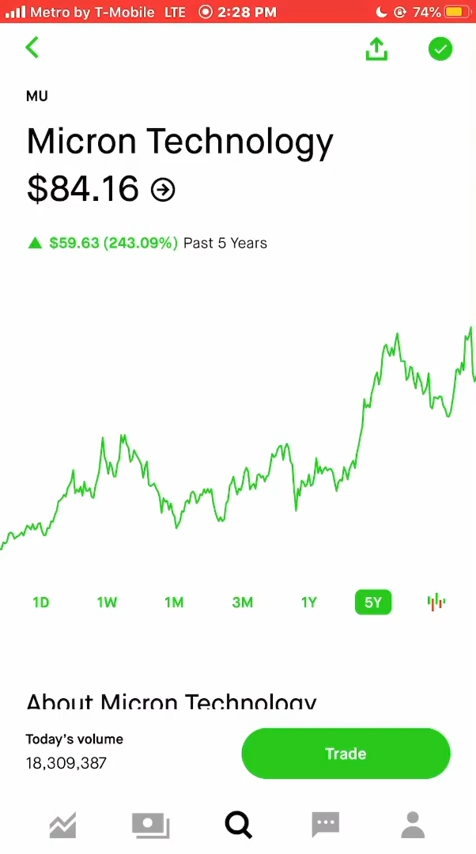 Metro by T-Mobile LTE 2:28 PM 74%
MU
Micron Technology
$84.16
$59.63 (243.09%) Past 5 Years
1D 1W 1M 3M 1Y 5Y
About Micron Technology
Today's volume
18,309,387
Trade